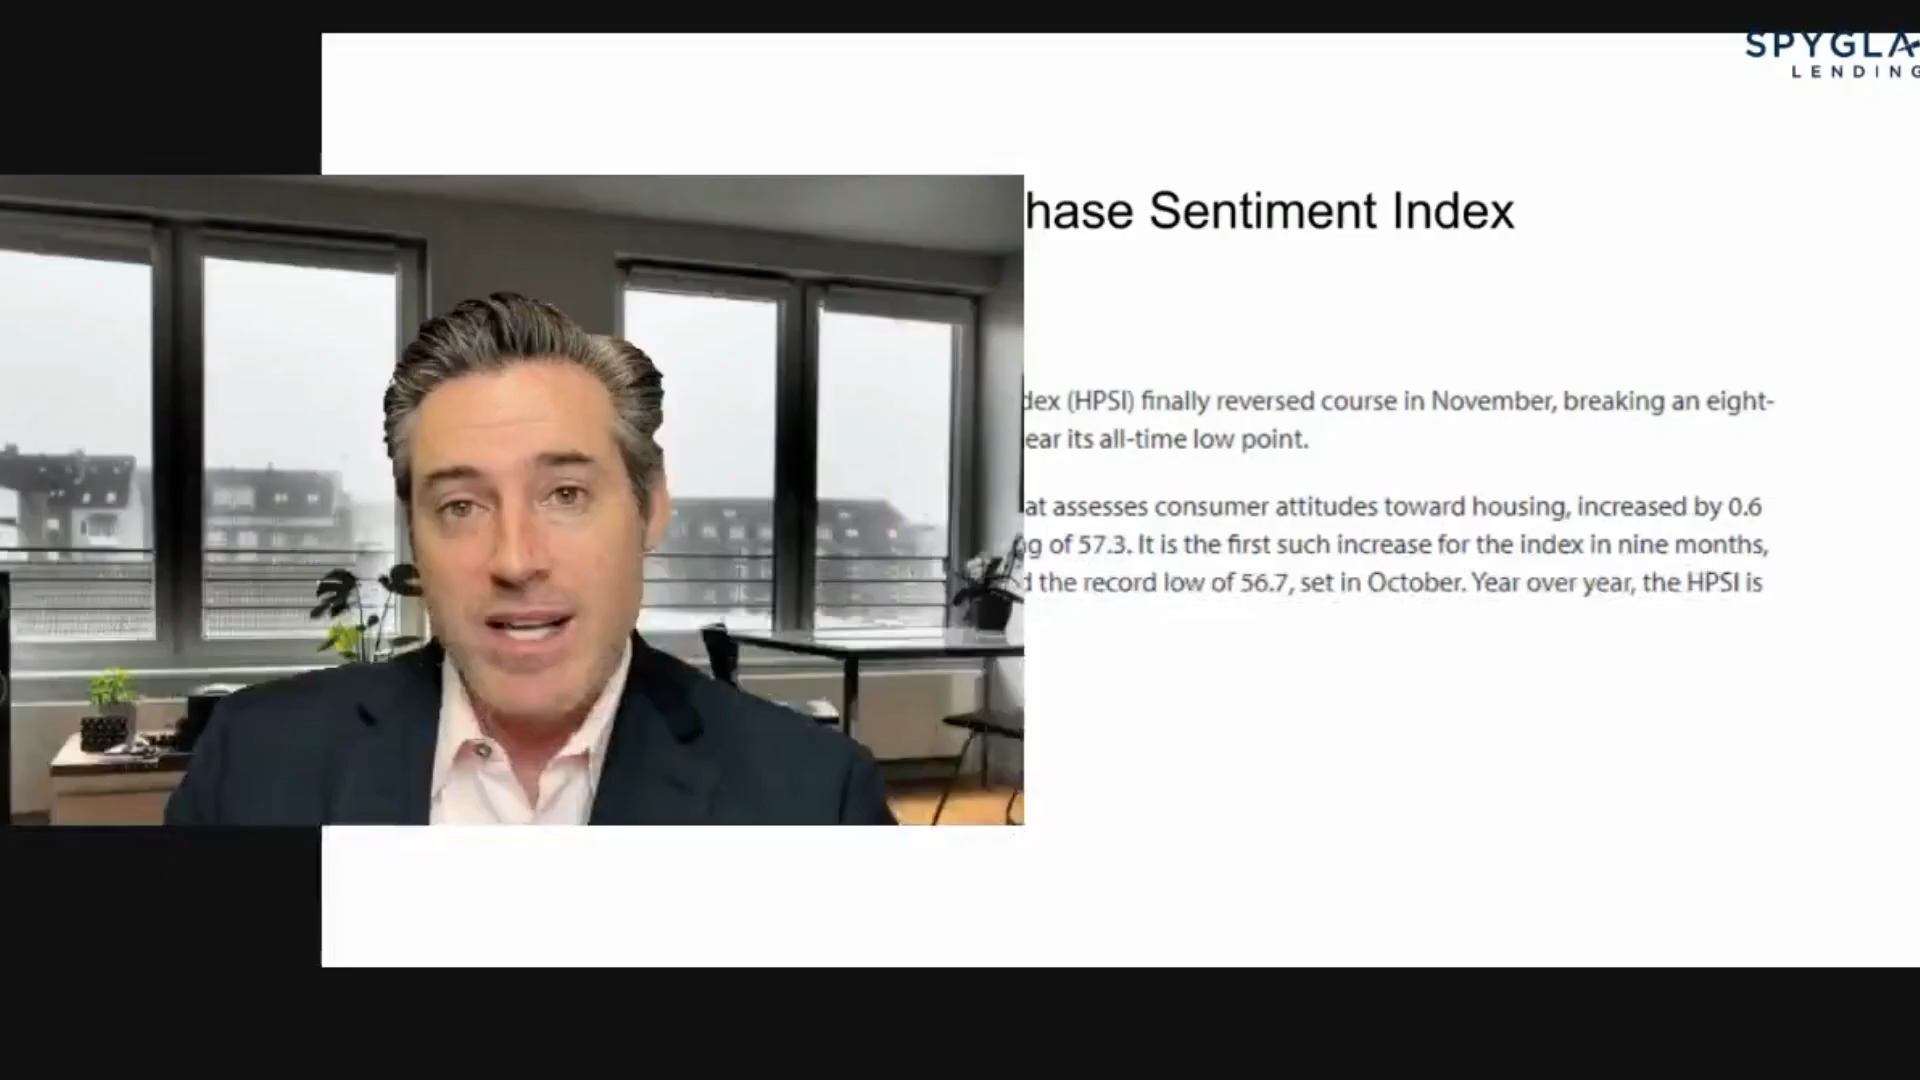 SPYGLA
LENDING
hase Sentiment Index
dex (HPSI) finally reversed course in November, breaking an eight-
ear its all-time low point.
at assesses consumer attitudes toward housing, increased by 0.6
g of 57.3. It is the first such increase for the index in nine months,
the record low of 56.7, set in October. Year over year, the HPSI is